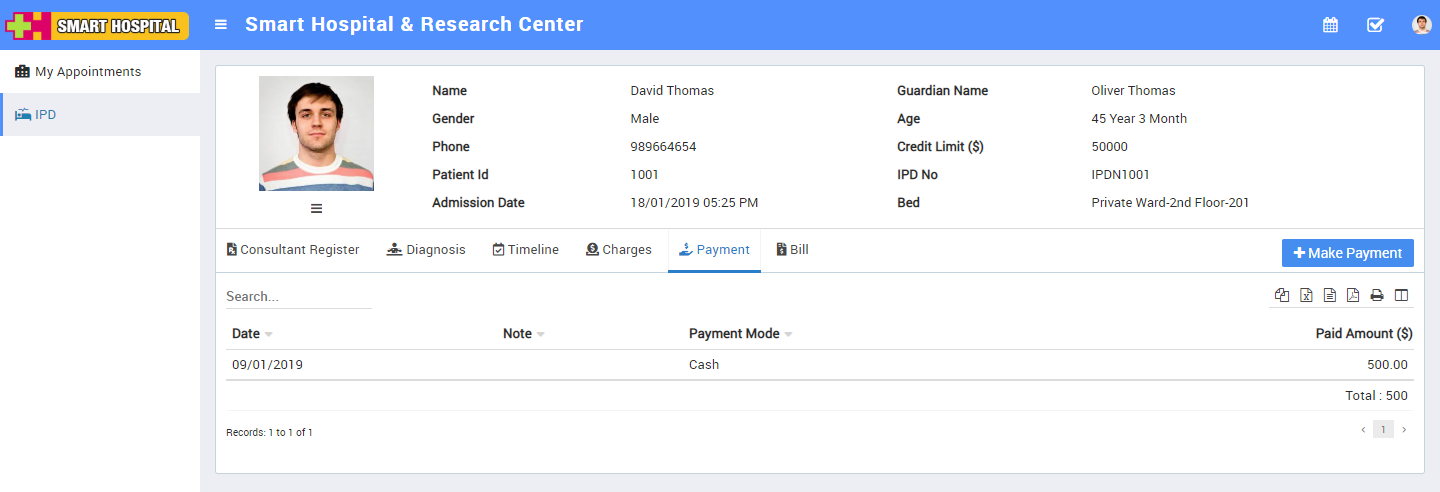 SMART HOSPITAL
Smart Hospital & Research Center
My Appointments
IPD
Name David Thomas Guardian Name Oliver Thomas
Gender Male Age 45 Year 3 Month
Phone 989664654 Credit Limit ($) 50000
Patient Id 1001 IPD No IPDN1001
Admission Date 18/01/2019 05:25 PM Bed Private Ward-2nd Floor-201
Consultant Register Diagnosis Timeline Charges Payment Bill + Make Payment
Search...
Date Note Payment Mode Paid Amount ($)
09/01/2019 Cash 500.00
Total : 500
Records: 1 to 1 of 1
‹ 1 ›